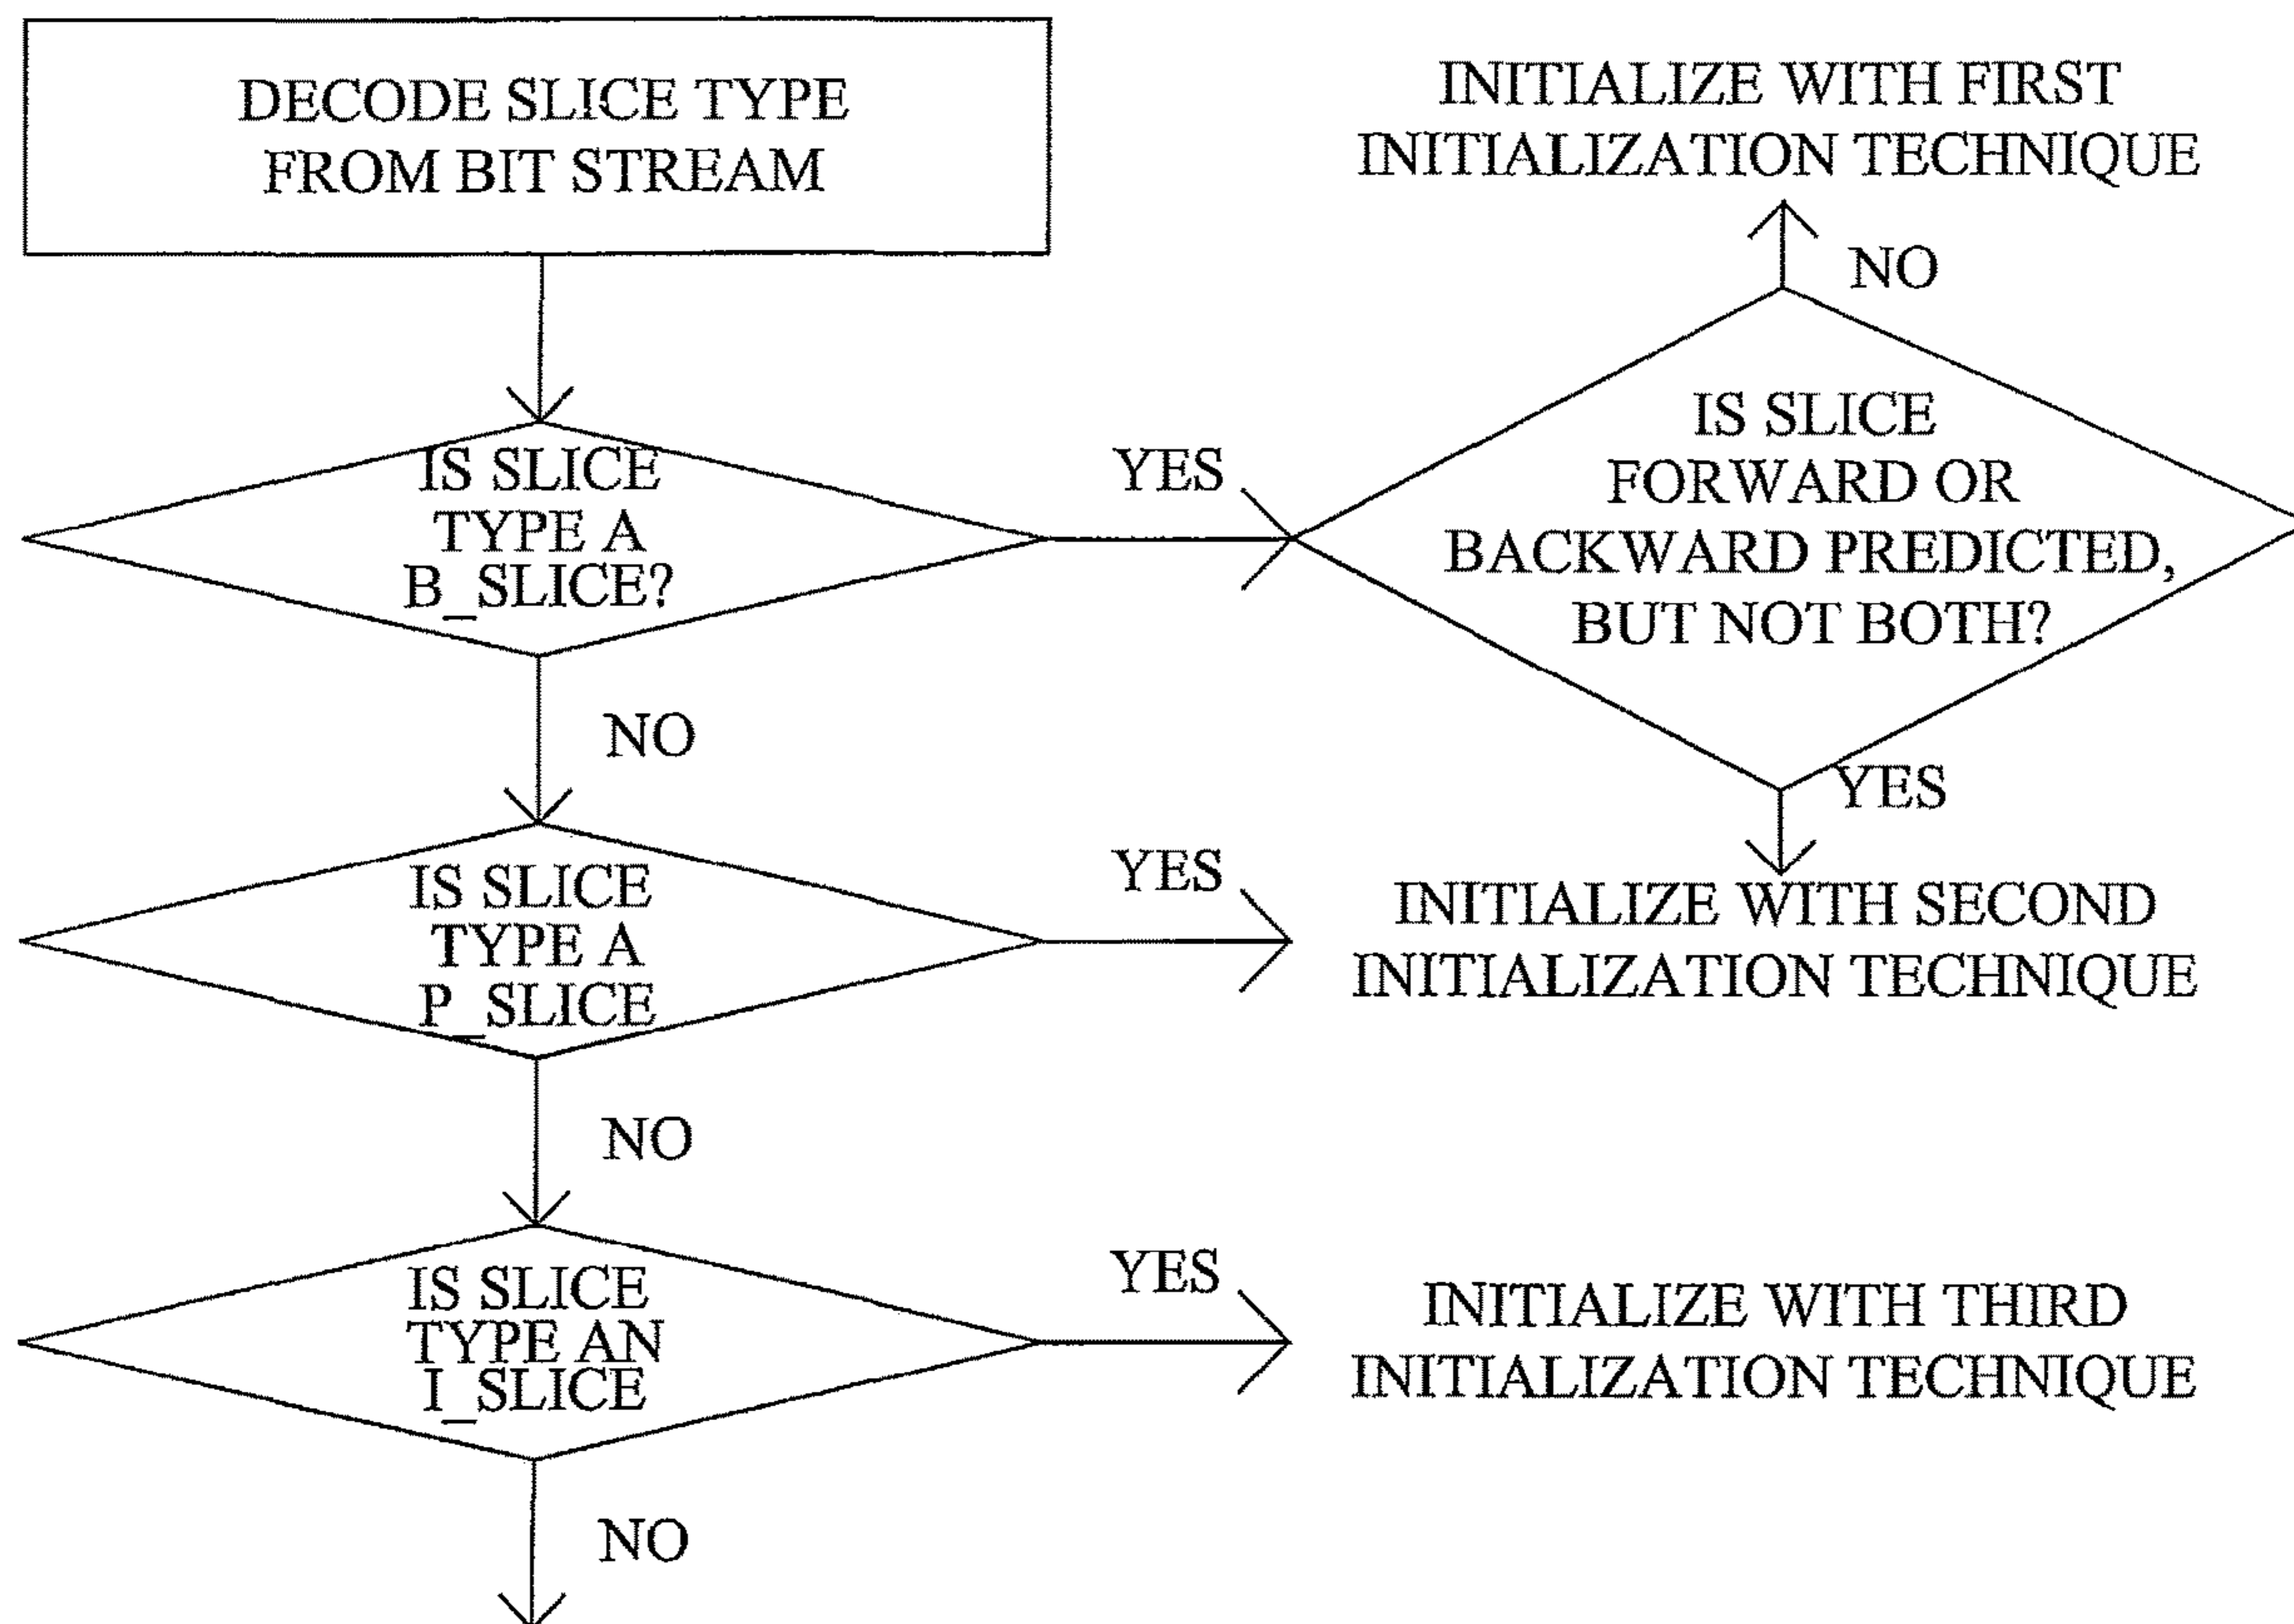 DECODE SLICE TYPE
FROM BIT STREAM
INITIALIZE WITH FIRST
INITIALIZATION TECHNIQUE
NO
IS SLICE
TYPE A
B_SLICE?
YES
IS SLICE
FORWARD OR
BACKWARD PREDICTED,
BUT NOT BOTH?
NO
YES
IS SLICE
TYPE A
P_SLICE
YES
INITIALIZE WITH SECOND
INITIALIZATION TECHNIQUE
NO
IS SLICE
TYPE AN
I_SLICE
YES
INITIALIZE WITH THIRD
INITIALIZATION TECHNIQUE
NO